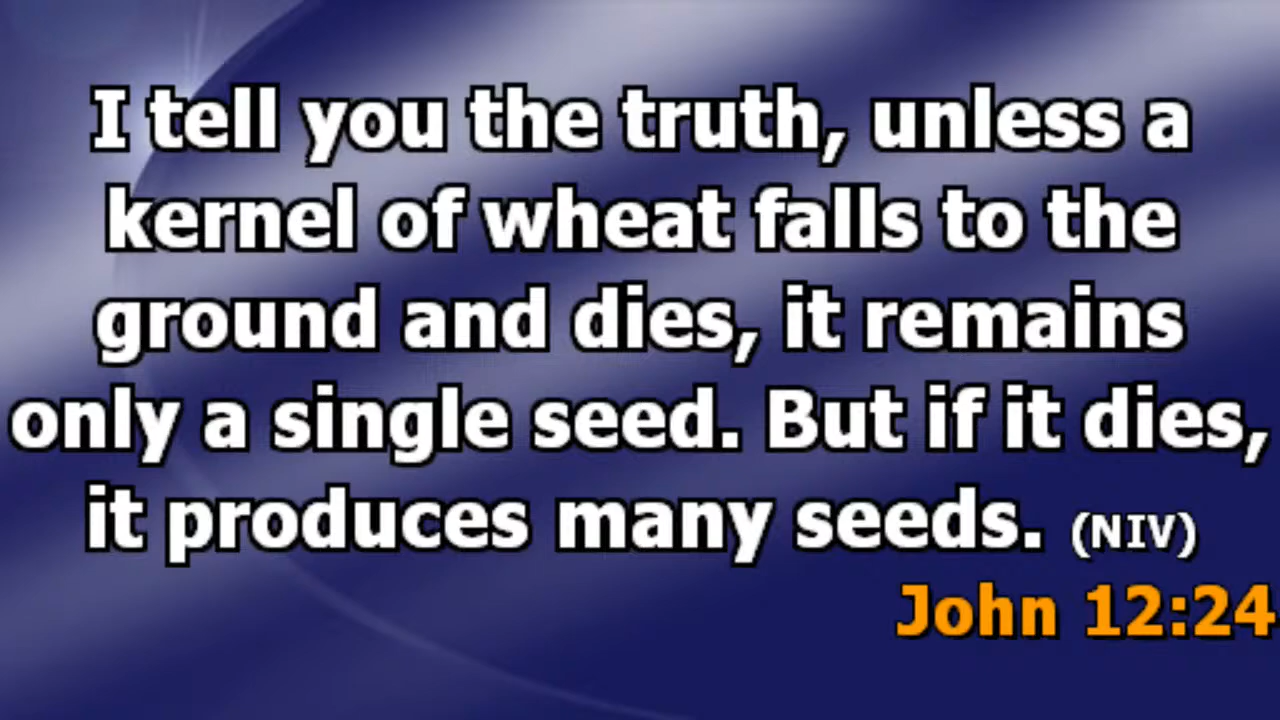 I tell you the truth, unless a
kernel of wheat falls to the
ground and dies, it remains
only a single seed. But if it dies,
it produces many seeds. (NIV)
John 12:24